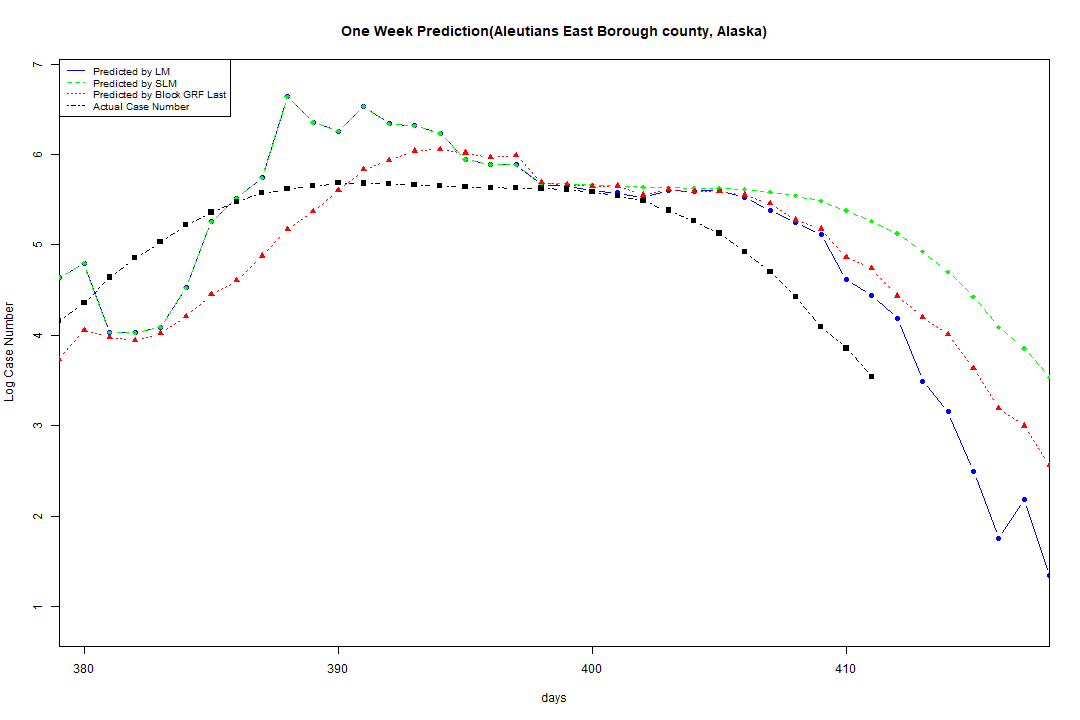 One Week Prediction(Aleutians East Borough county, Alaska)
Predicted by LM
Predicted by SLM
Predicted by Block GRF Last
Actual Case Number
7
6
5
4
3
2
1
Log Case Number
380 390 400 410
days